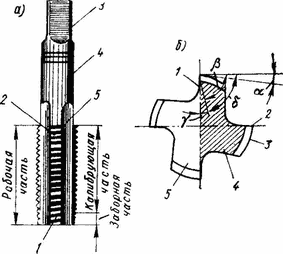 а)
3
4
2
5
Рабочая часть
Калибрующая часть
Заборная часть
1
б)
β
α
1
δ
γ
2
3
4
5